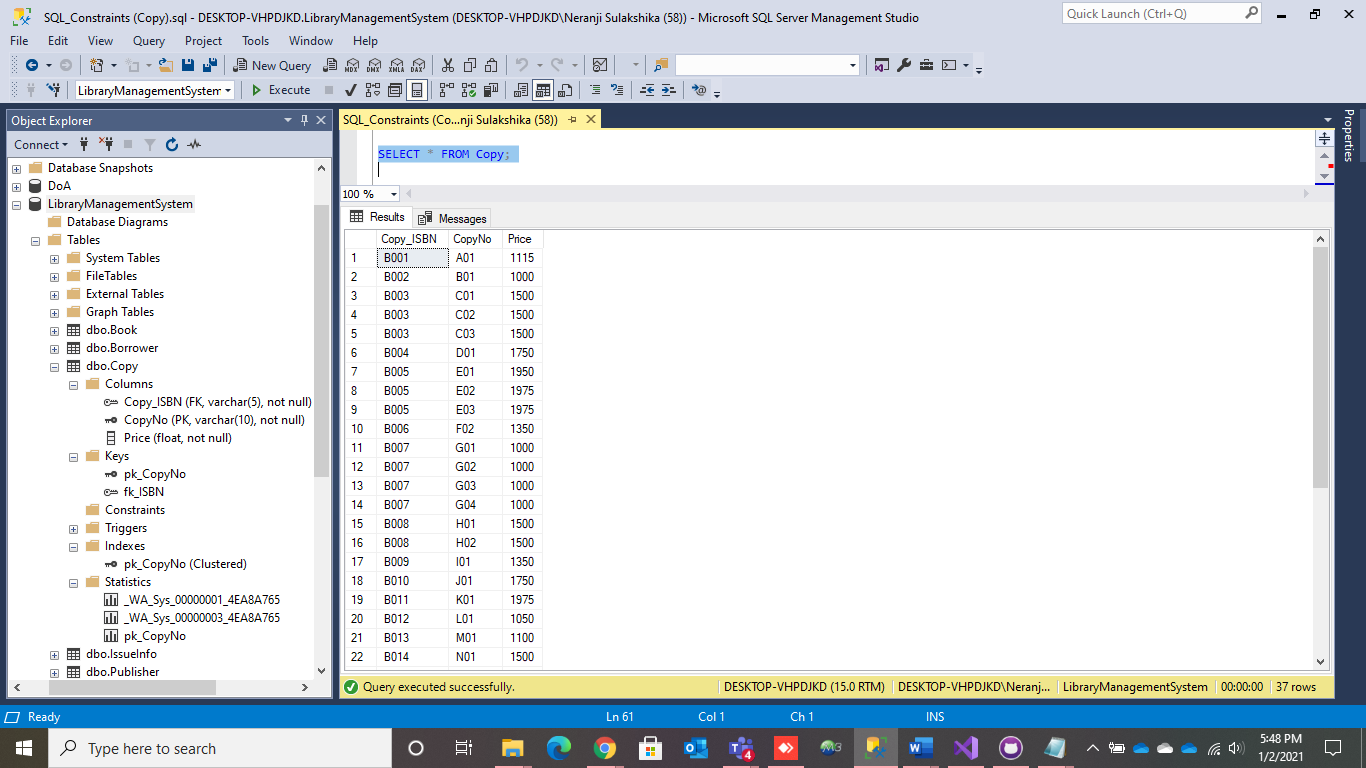 SQL_Constraints (Copy).sql - DESKTOP-VHPDJKD.LibraryManagementSystem (DESKTOP-VHPDJKD\Neranji Sulakshika (58)) - Microsoft SQL Server Management Studio
Quick Launch (Ctrl+Q)
File Edit View Query Project Tools Window Help
New Query MDX DMX XMLA DAX
LibraryManagementSystem Execute
Object Explorer
Connect
Database Snapshots
DoA
LibraryManagementSystem
Database Diagrams
Tables
System Tables
FileTables
External Tables
Graph Tables
dbo.Book
dbo.Borrower
dbo.Copy
Columns
Copy_ISBN (FK, varchar(5), not null)
CopyNo (PK, varchar(10), not null)
Price (float, not null)
Keys
pk_CopyNo
fk_ISBN
Constraints
Triggers
Indexes
pk_CopyNo (Clustered)
Statistics
_WA_Sys_00000001_4EA8A765
_WA_Sys_00000003_4EA8A765
pk_CopyNo
dbo.IssueInfo
dbo.Publisher
SQL_Constraints (Co...nji Sulakshika (58))
SELECT * FROM Copy;
100 %
Results Messages
Copy_ISBN CopyNo Price
1 B001 A01 1115
2 B002 B01 1000
3 B003 C01 1500
4 B003 C02 1500
5 B003 C03 1500
6 B004 D01 1750
7 B005 E01 1950
8 B005 E02 1975
9 B005 E03 1975
10 B006 F02 1350
11 B007 G01 1000
12 B007 G02 1000
13 B007 G03 1000
14 B007 G04 1000
15 B008 H01 1500
16 B008 H02 1500
17 B009 I01 1350
18 B010 J01 1750
19 B011 K01 1975
20 B012 L01 1050
21 B013 M01 1100
22 B014 N01 1500
Properties
Query executed successfully. DESKTOP-VHPDJKD (15.0 RTM) DESKTOP-VHPDJKD\Neranj... LibraryManagementSystem 00:00:00 37 rows
Ready Ln 61 Col 1 Ch 1 INS
Type here to search
4
5:48 PM
1/2/2021